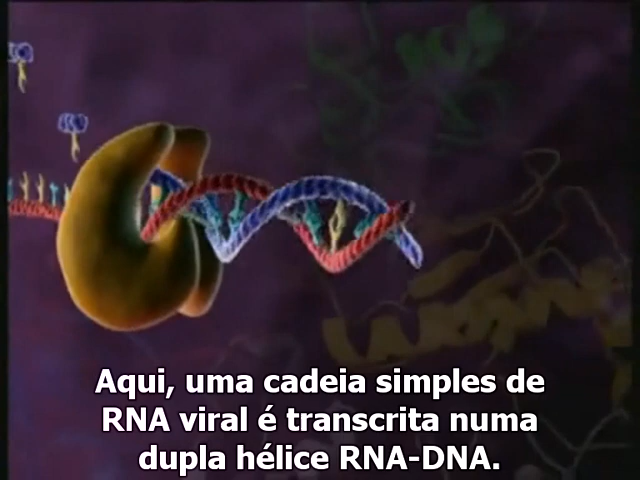 Aqui, uma cadeia simples de
RNA viral é transcrita numa
dupla hélice RNA-DNA.